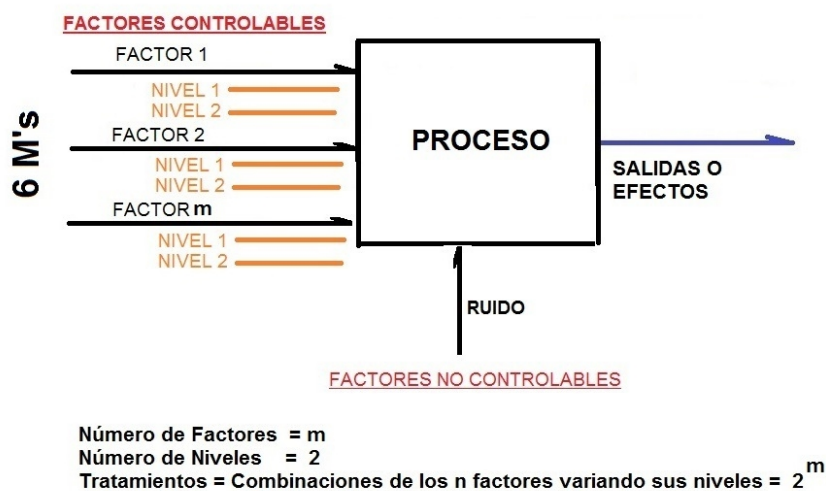 FACTORES CONTROLABLES
FACTOR 1
NIVEL 1
NIVEL 2
FACTOR 2
NIVEL 1
NIVEL 2
FACTOR m
NIVEL 1
NIVEL 2
6 M's
PROCESO
SALIDAS O
EFECTOS
RUIDO
FACTORES NO CONTROLABLES
Número de Factores = m
Número de Niveles = 2
Tratamientos = Combinaciones de los n factores variando sus niveles = 2^m